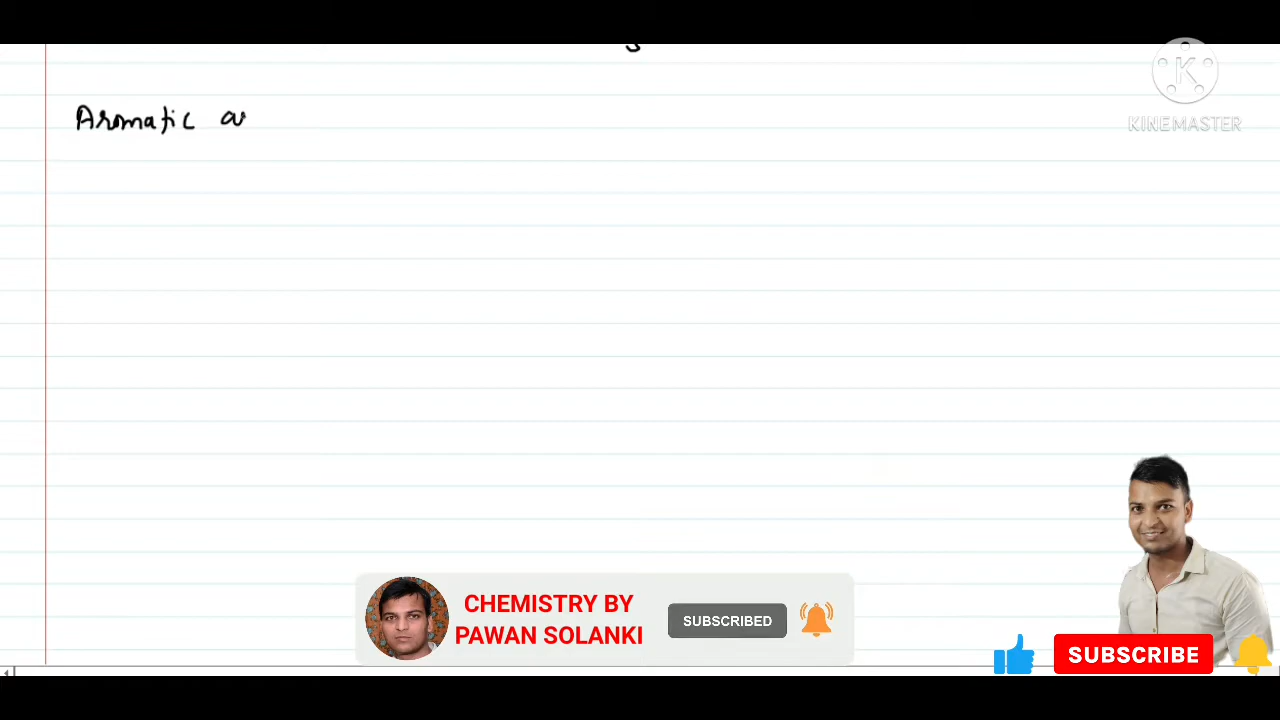 KINEMASTER
Aromatic
CHEMISTRY BY
PAWAN SOLANKI
SUBSCRIBED
SUBSCRIBE